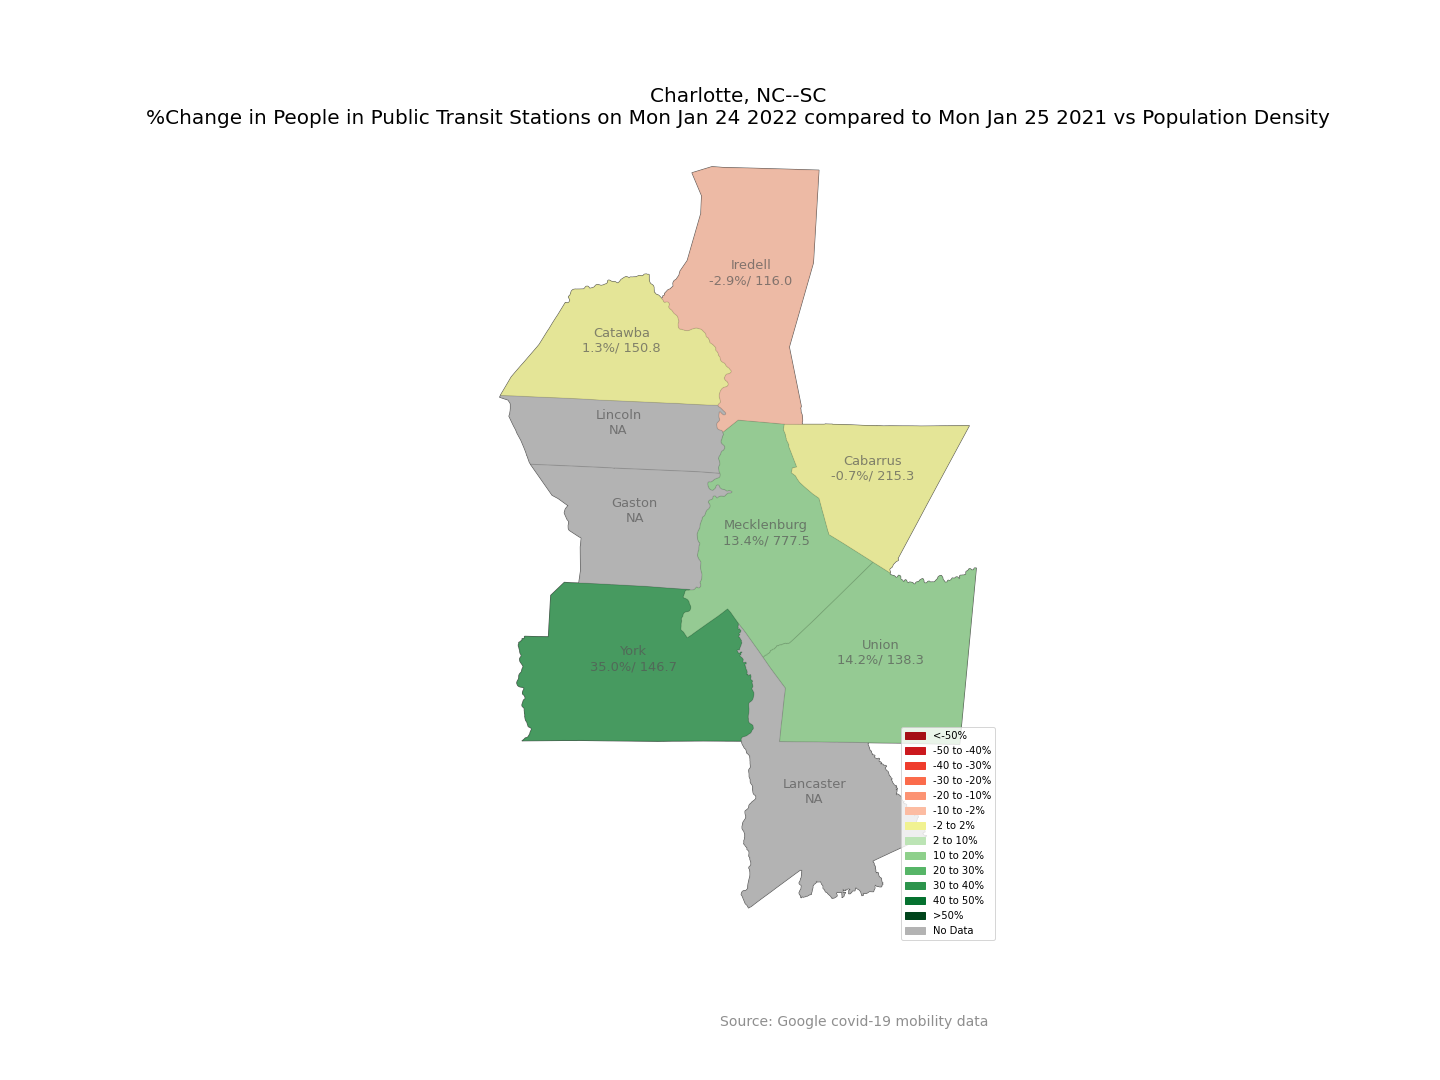 Charlotte, NC--SC
%Change in People in Public Transit Stations on Mon Jan 24 2022 compared to Mon Jan 25 2021 vs Population Density
Iredell
-2.9%/ 116.0
Catawba
1.3%/ 150.8
Lincoln
NA
Cabarrus
-0.7%/ 215.3
Gaston
NA
Mecklenburg
13.4%/ 777.5
York
35.0%/ 146.7
Union
14.2%/ 138.3
Lancaster
NA
<-50%
-50 to -40%
-40 to -30%
-30 to -20%
-20 to -10%
-10 to -2%
-2 to 2%
2 to 10%
10 to 20%
20 to 30%
30 to 40%
40 to 50%
>50%
No Data
Source: Google covid-19 mobility data